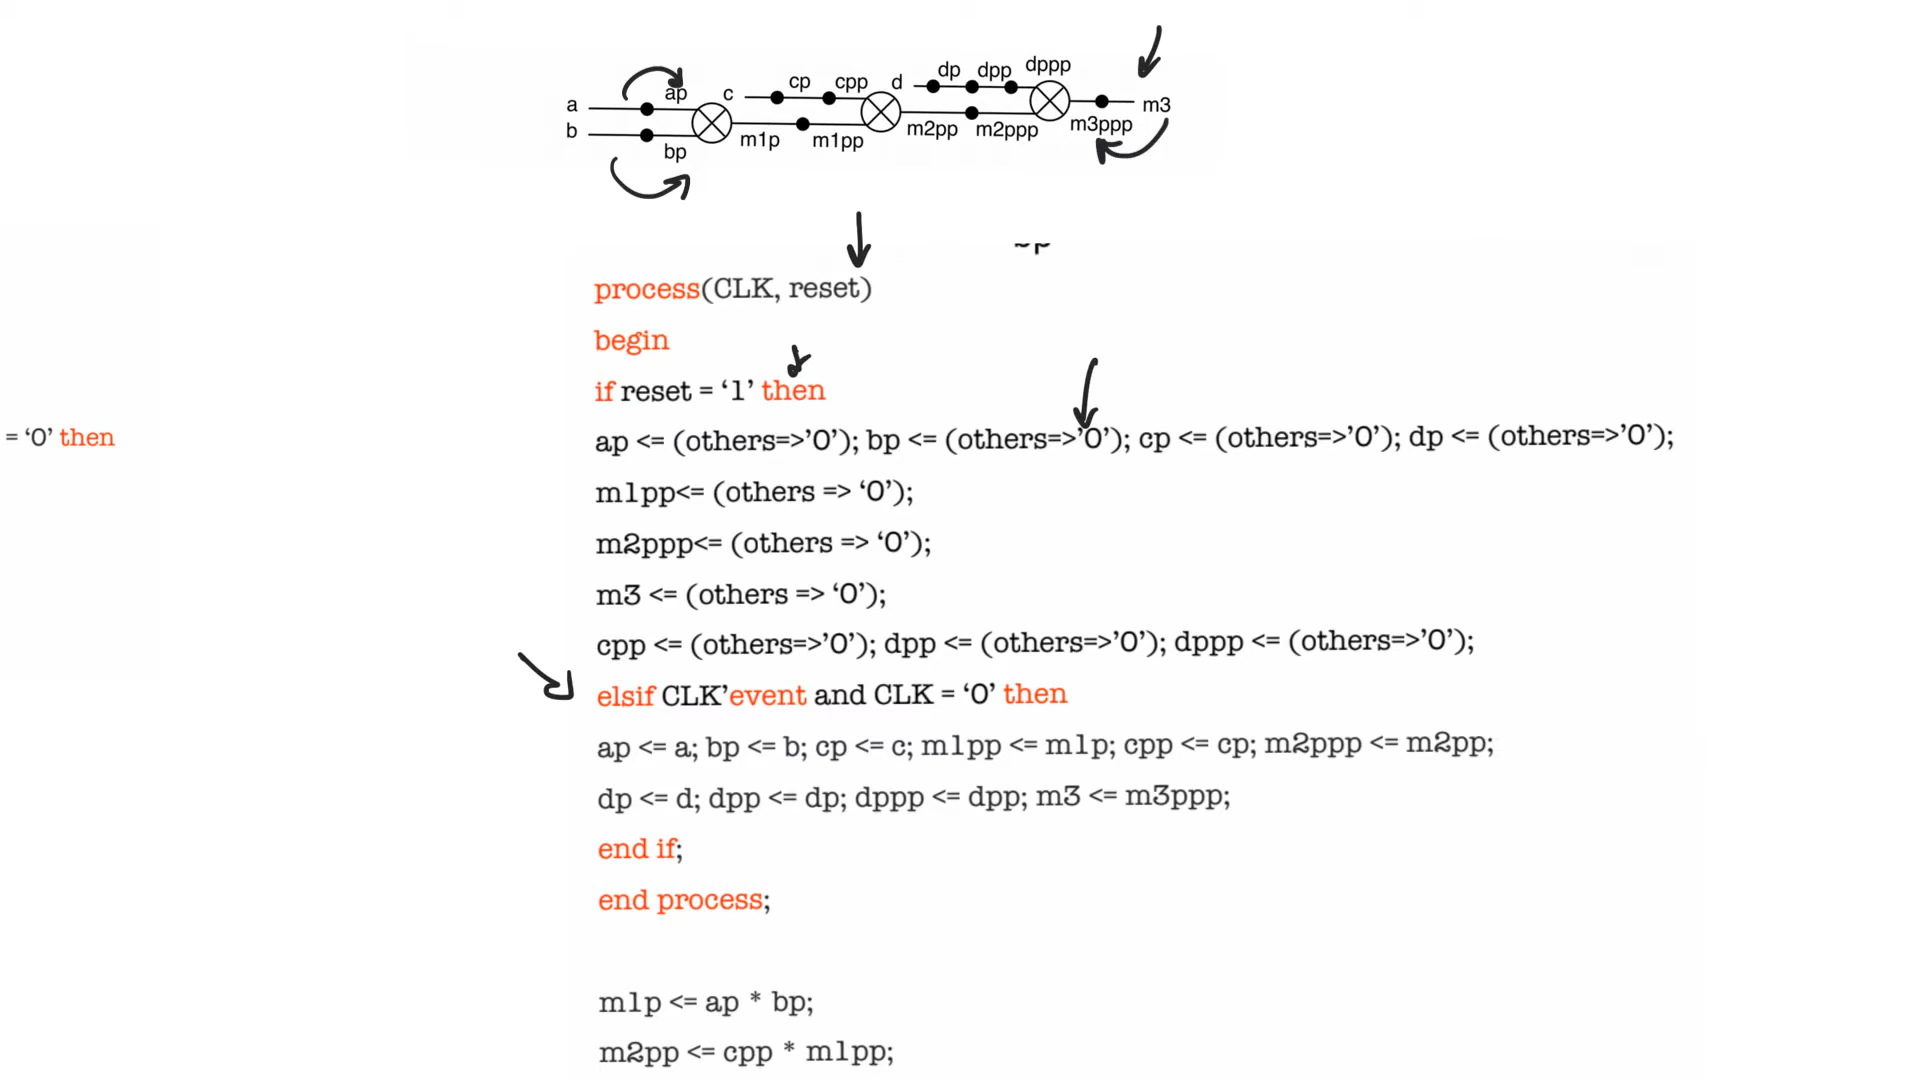 dp dpp dppp
cp cpp d
a ap c m3
b m1p m1pp m2pp m2ppp m3ppp
bp
process(CLK, reset)
begin
if reset = ‘1’ then
= ‘0’ then
ap <= (others=>’0’); bp <= (others=>’0’); cp <= (others=>’0’); dp <= (others=>’0’);
m1pp<= (others => ‘0’);
m2ppp<= (others => ‘0’);
m3 <= (others => ‘0’);
cpp <= (others=>’0’); dpp <= (others=>’0’); dppp <= (others=>’0’);
elsif CLK’event and CLK = ‘0’ then
ap <= a; bp <= b; cp <= c; m1pp <= m1p; cpp <= cp; m2ppp <= m2pp;
dp <= d; dpp <= dp; dppp <= dpp; m3 <= m3ppp;
end if;
end process;
m1p <= ap * bp;
m2pp <= cpp * m1pp;